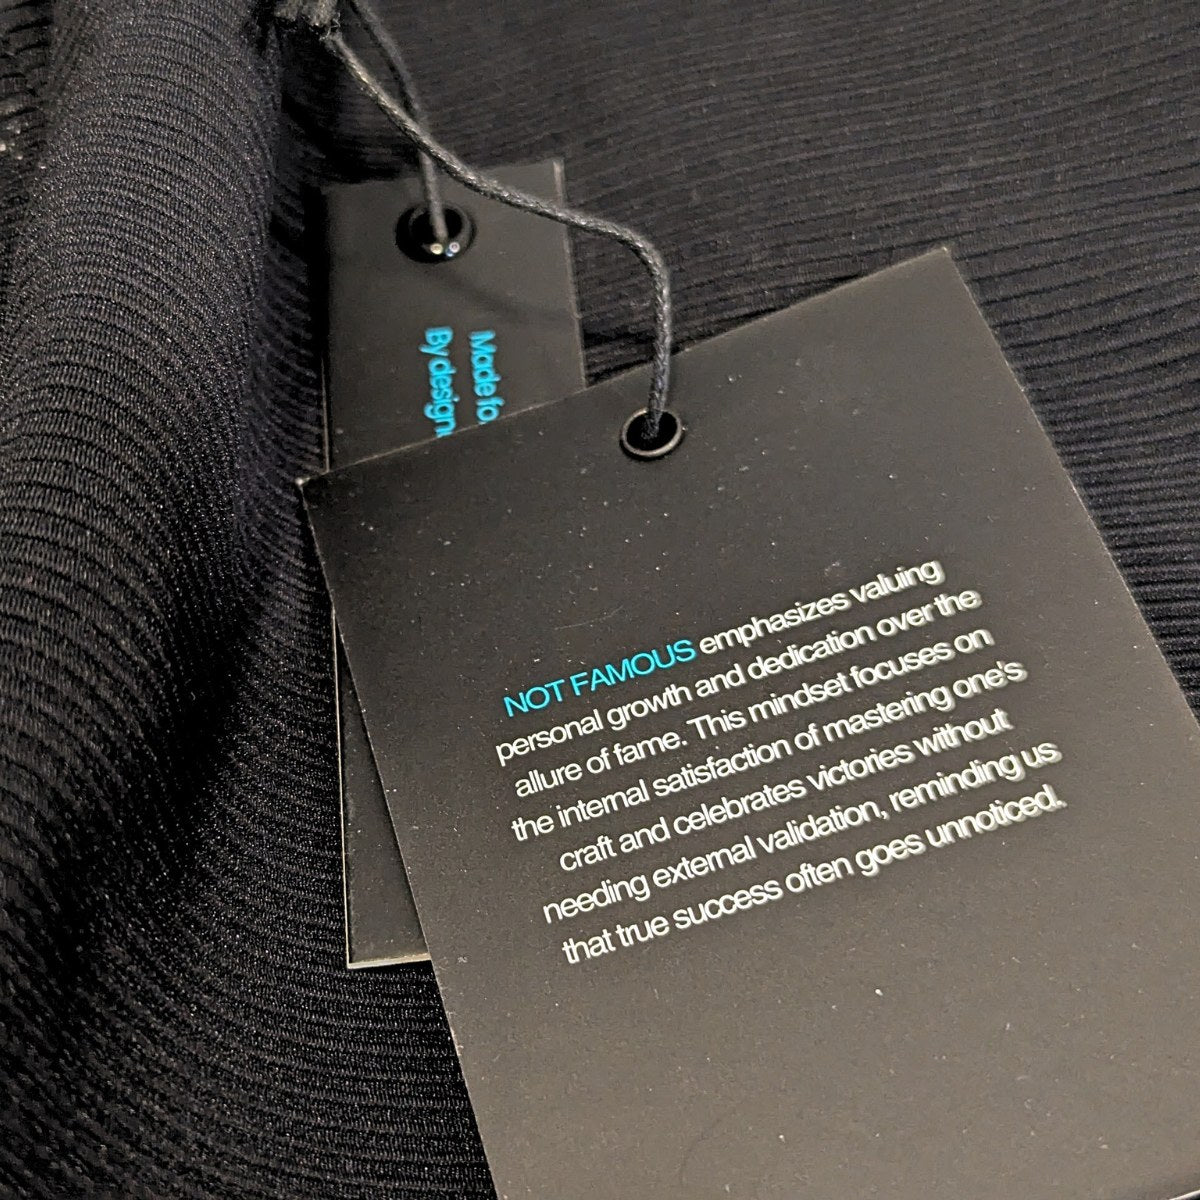 Made fo
By design
NOT FAMOUS emphasizes valuing
personal growth and dedication over the
allure of fame. This mindset focuses on
the internal satisfaction of mastering one's
craft and celebrates victories without
needing external validation, reminding us
that true success often goes unnoticed.